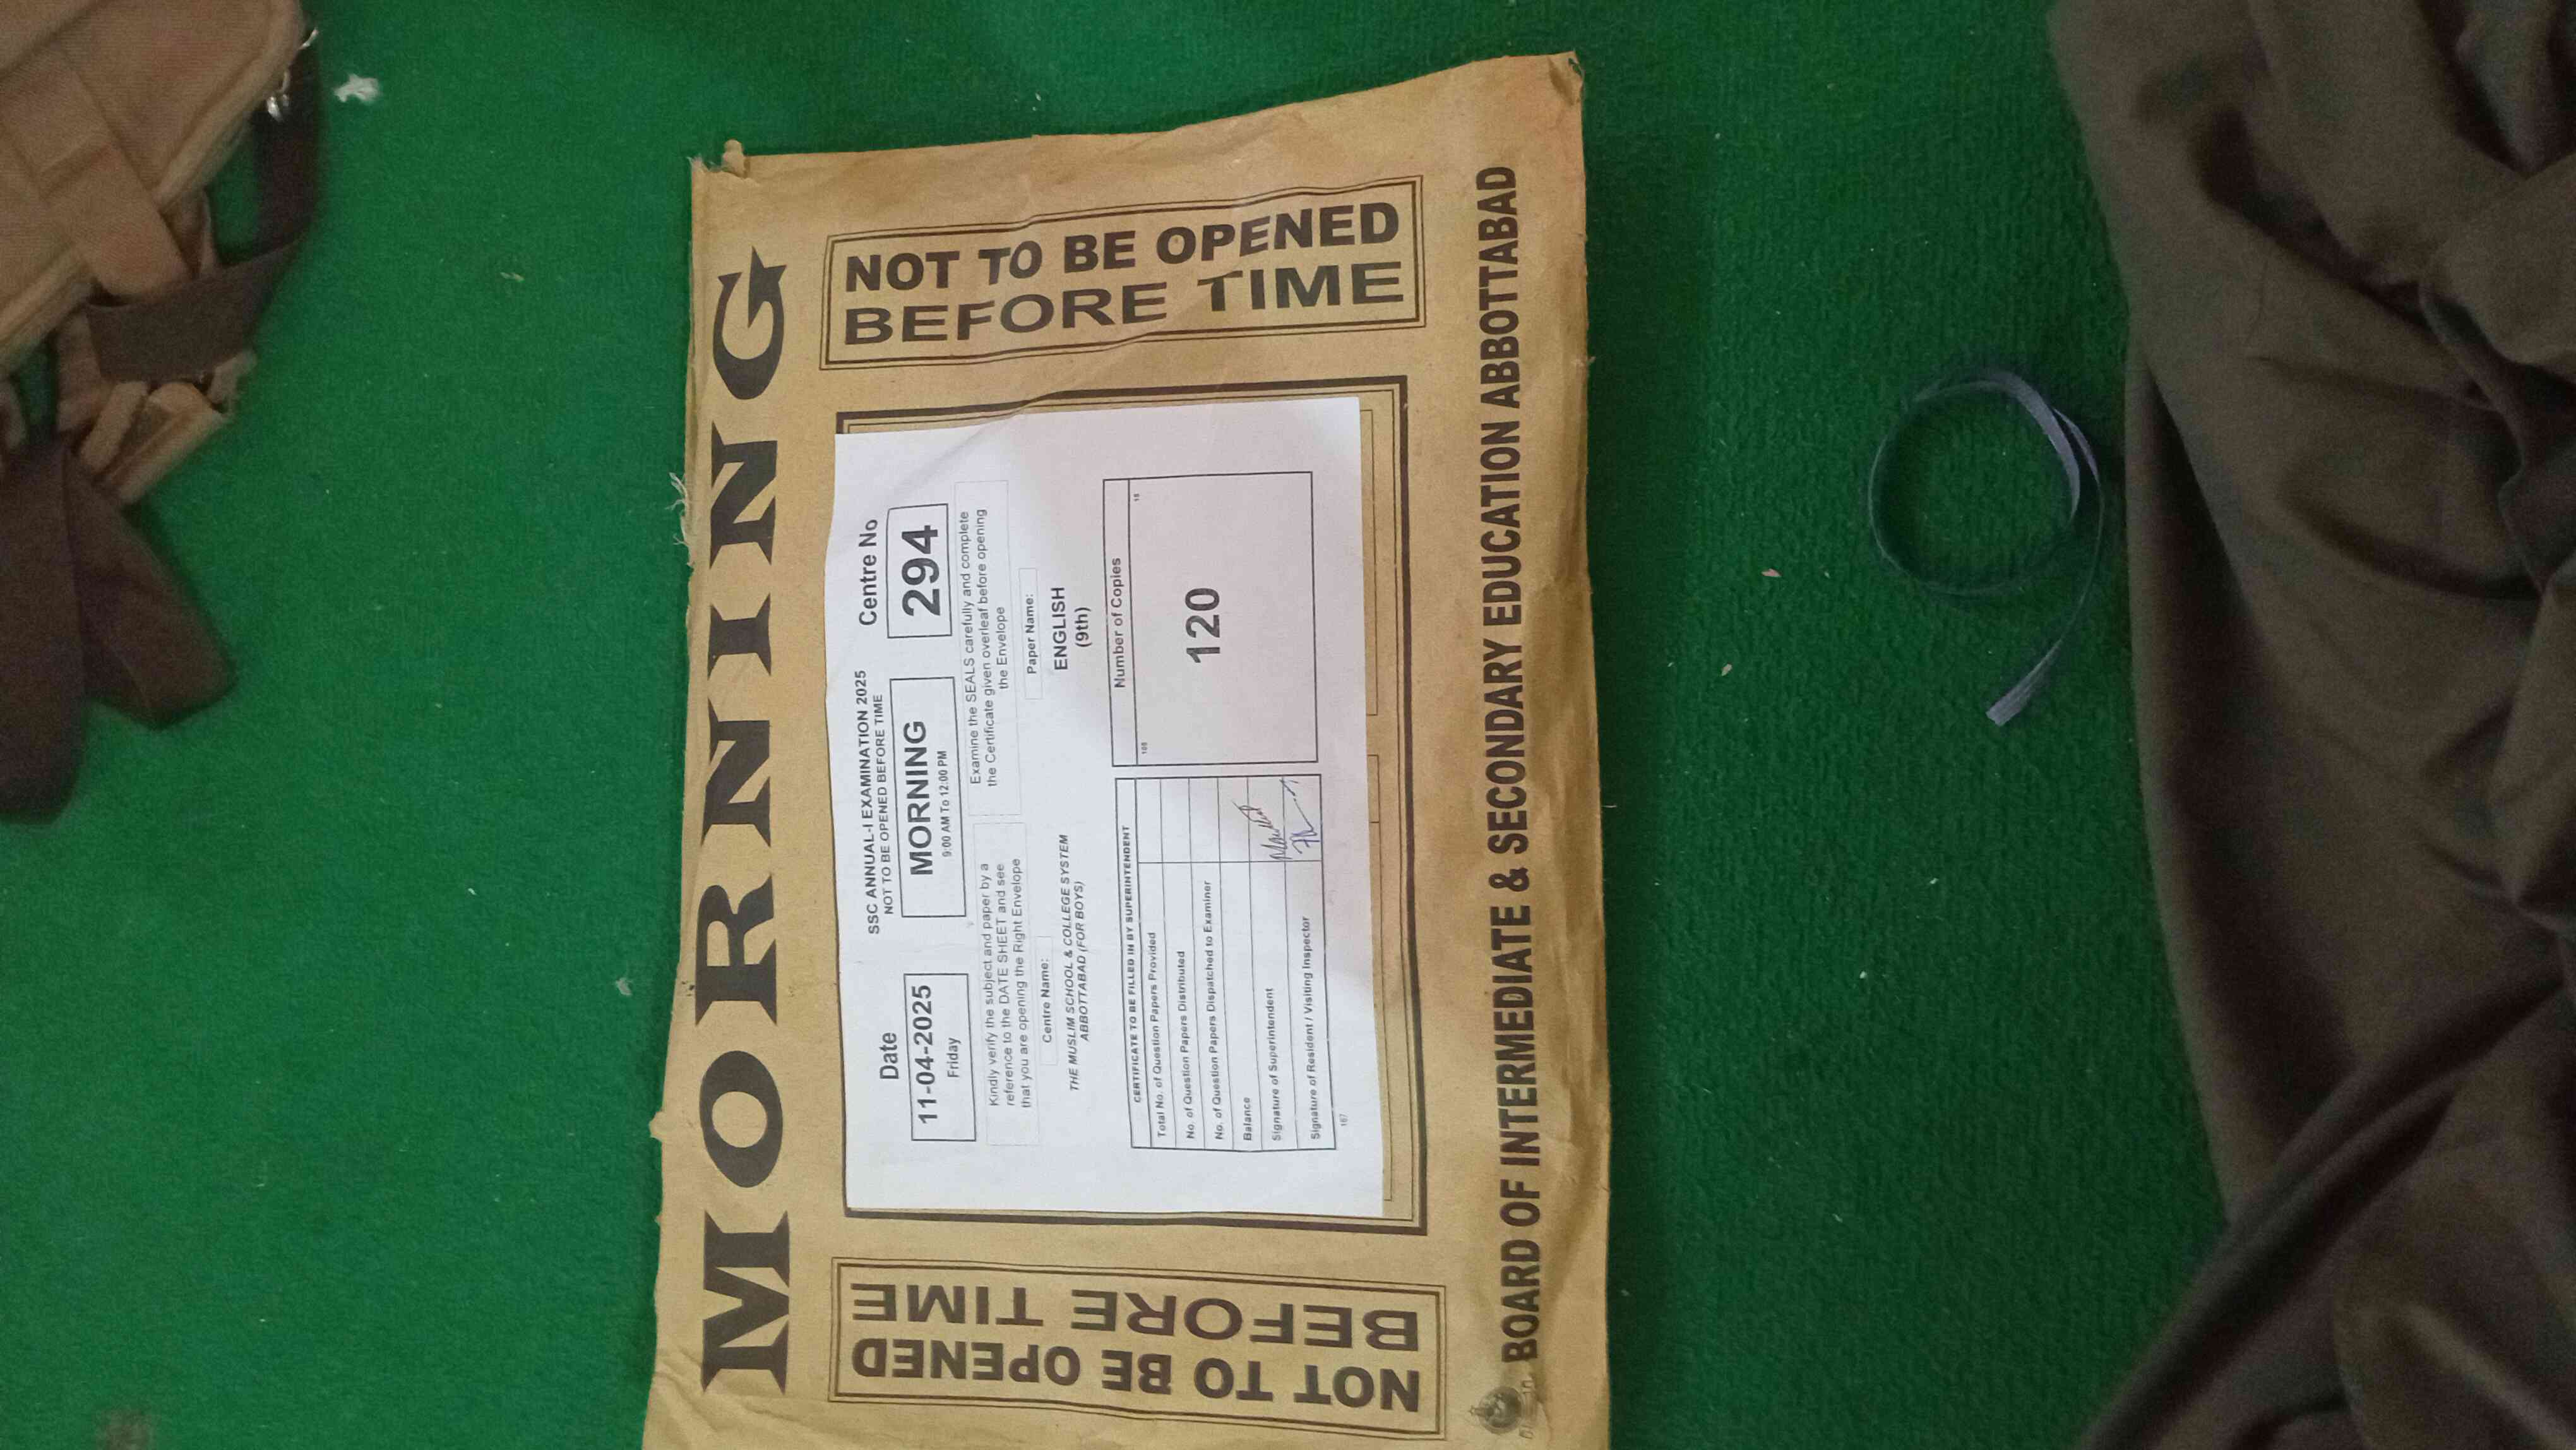 MORNING
NOT TO BE OPENED
BEFORE TIME
SSC ANNUAL-I EXAMINATION 2025
NOT TO BE OPENED BEFORE TIME
Date
11-04-2025
Friday
MORNING
9:00 AM To 12:00 PM
Centre No
294
Kindly verify the subject and paper by a
reference to the DATE SHEET and see
that you are opening the Right Envelope
Examine the SEALS carefully and complete
the Certificate given overleaf before opening
the Envelope
Centre Name:
THE MUSLIM SCHOOL & COLLEGE SYSTEM
ABBOTTABAD (FOR BOYS)
Paper Name:
ENGLISH
(9th)
CERTIFICATE TO BE FILLED IN BY SUPERINTENDENT
Total No. of Question Papers Provided
No. of Question Papers Distributed
No. of Question Papers Dispatched to Examiner
Balance
Signature of Superintendent
Signature of Resident / Visiting Inspector
Number of Copies
120
NOT TO BE OPENED
BEFORE TIME
BOARD OF INTERMEDIATE & SECONDARY EDUCATION ABBOTTABAD